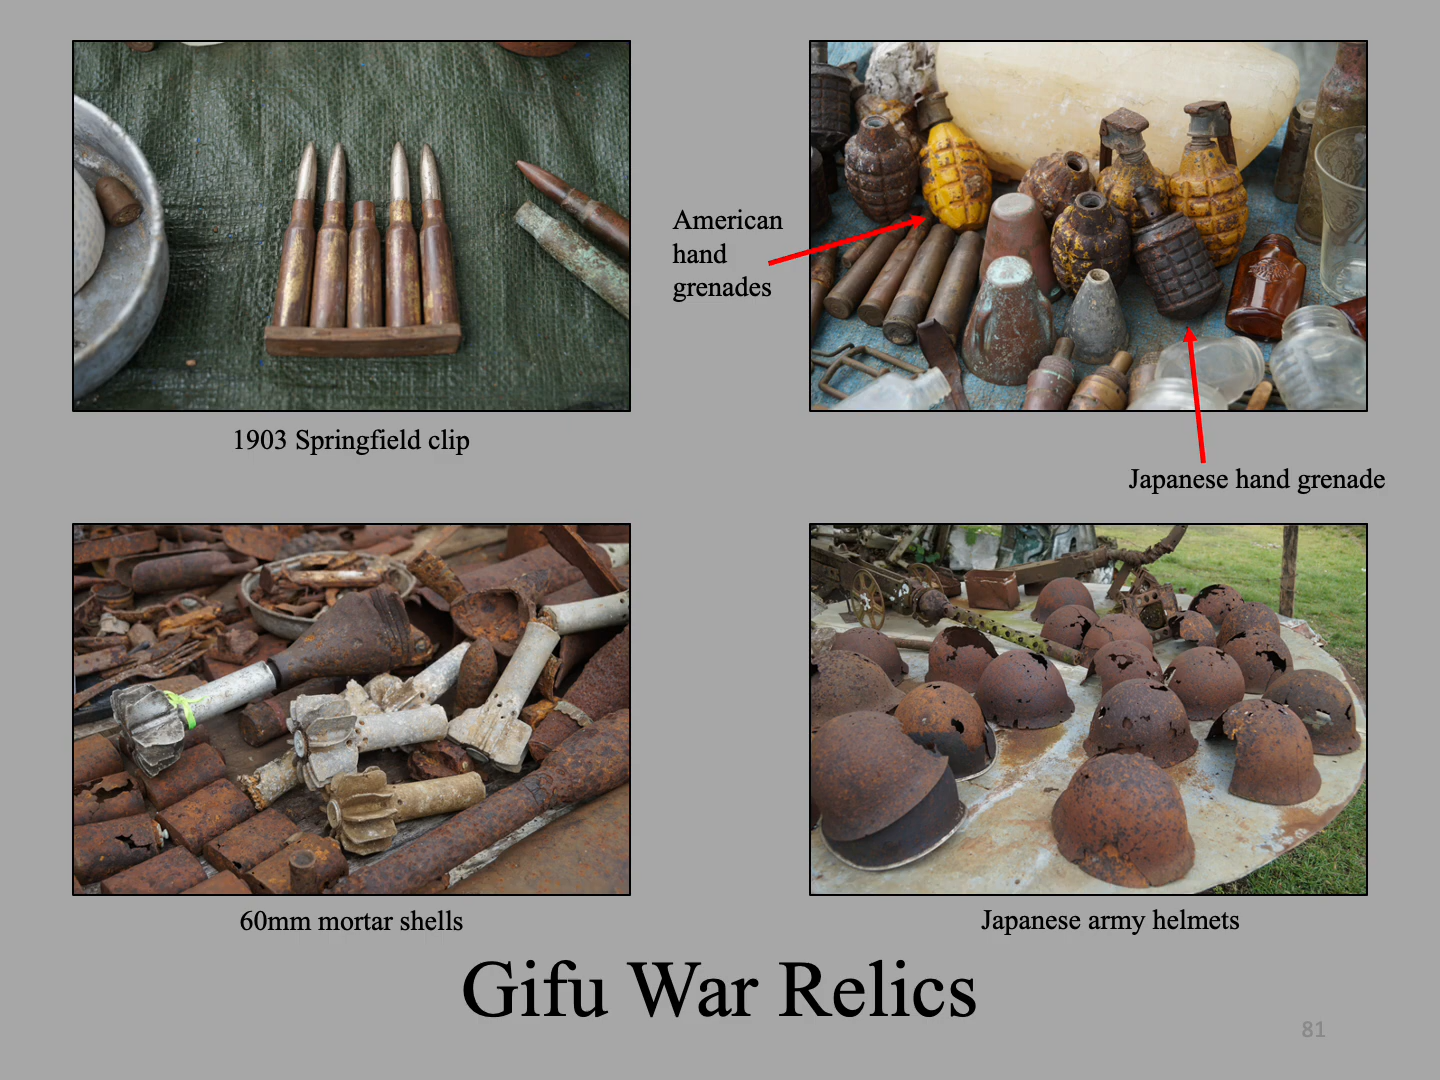 American
hand
grenades
1903 Springfield clip
Japanese hand grenade
60mm mortar shells
Japanese army helmets
Gifu War Relics
81